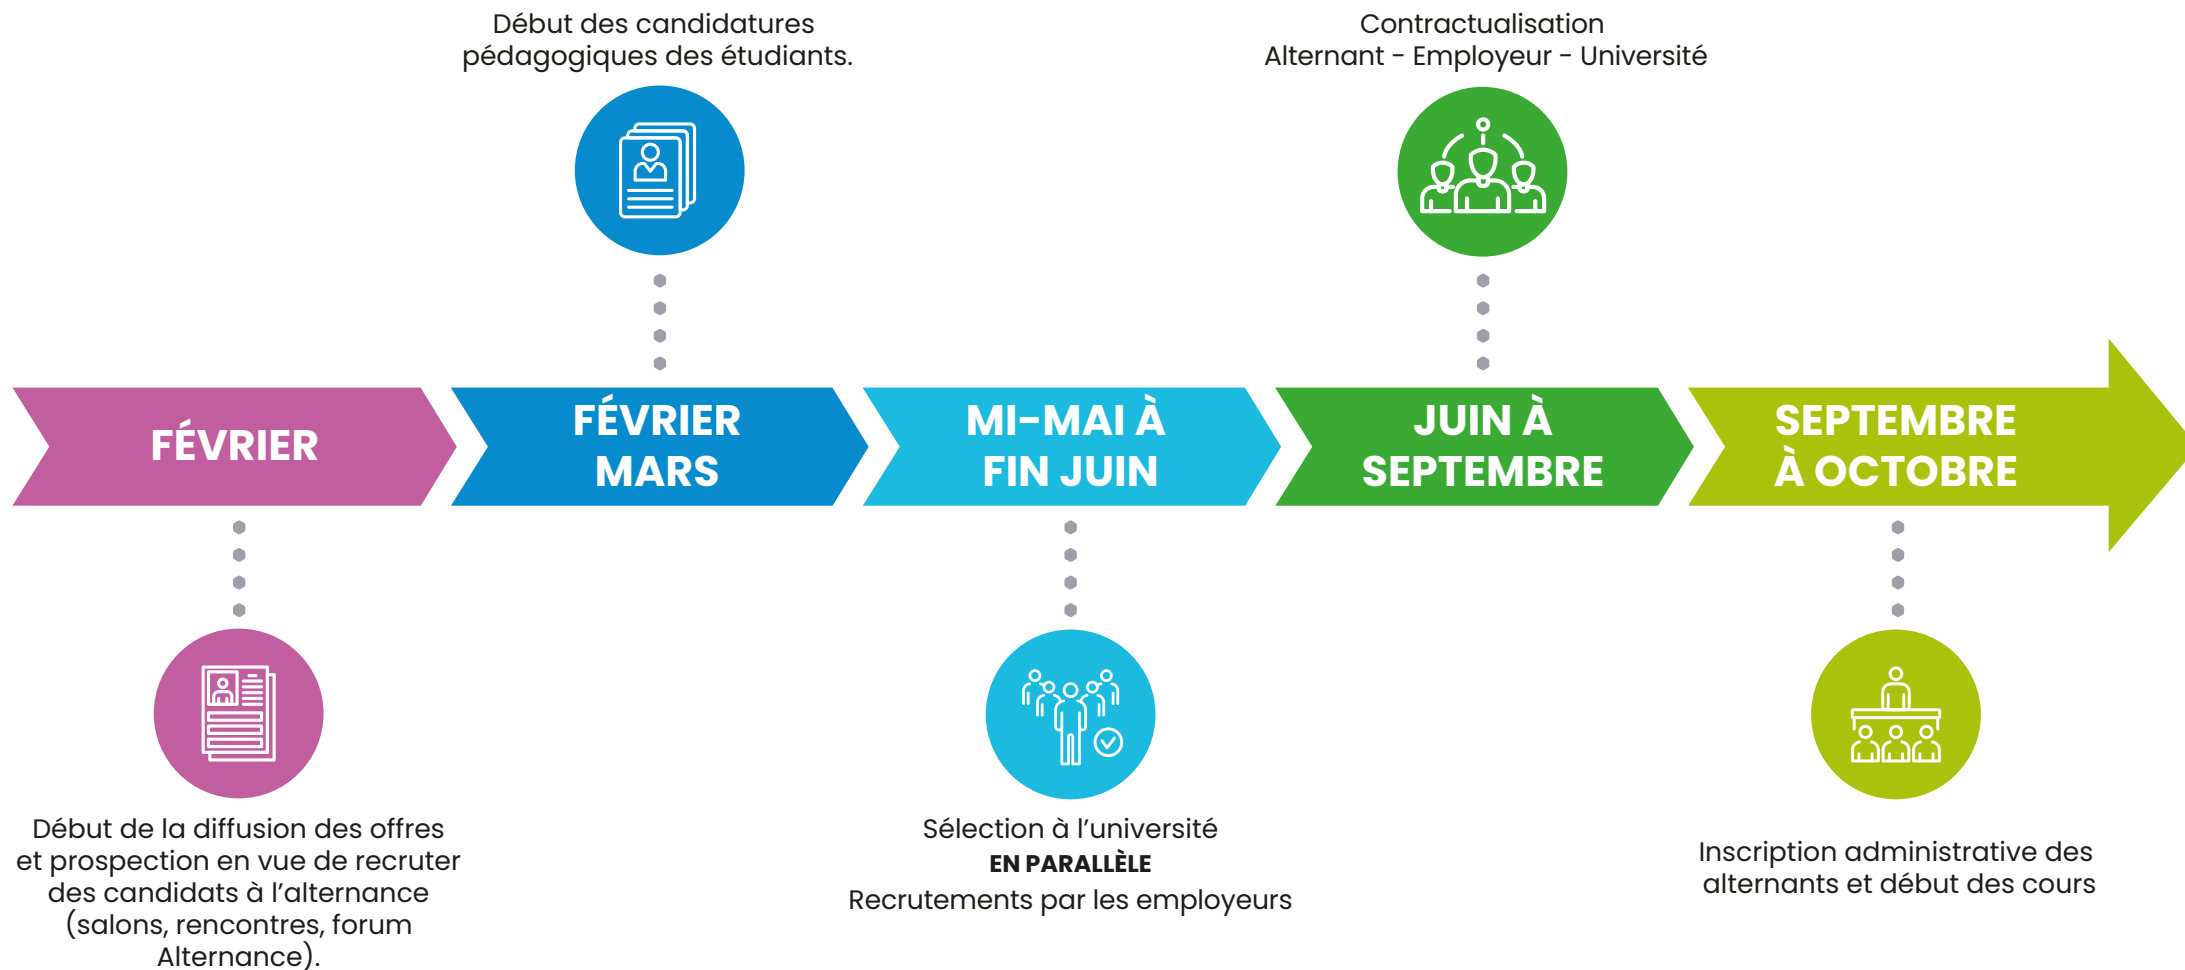 Début des candidatures
pédagogiques des étudiants.
Contractualisation
Alternant - Employeur - Université
FÉVRIER
FÉVRIER
MARS
MI-MAI À
FIN JUIN
JUIN À
SEPTEMBRE
SEPTEMBRE
À OCTOBRE
Début de la diffusion des offres
et prospection en vue de recruter
des candidats à l'alternance
(salons, rencontres, forum
Alternance).
Sélection à l'université
EN PARALLÈLE
Recrutements par les employeurs
Inscription administrative des
alternants et début des cours